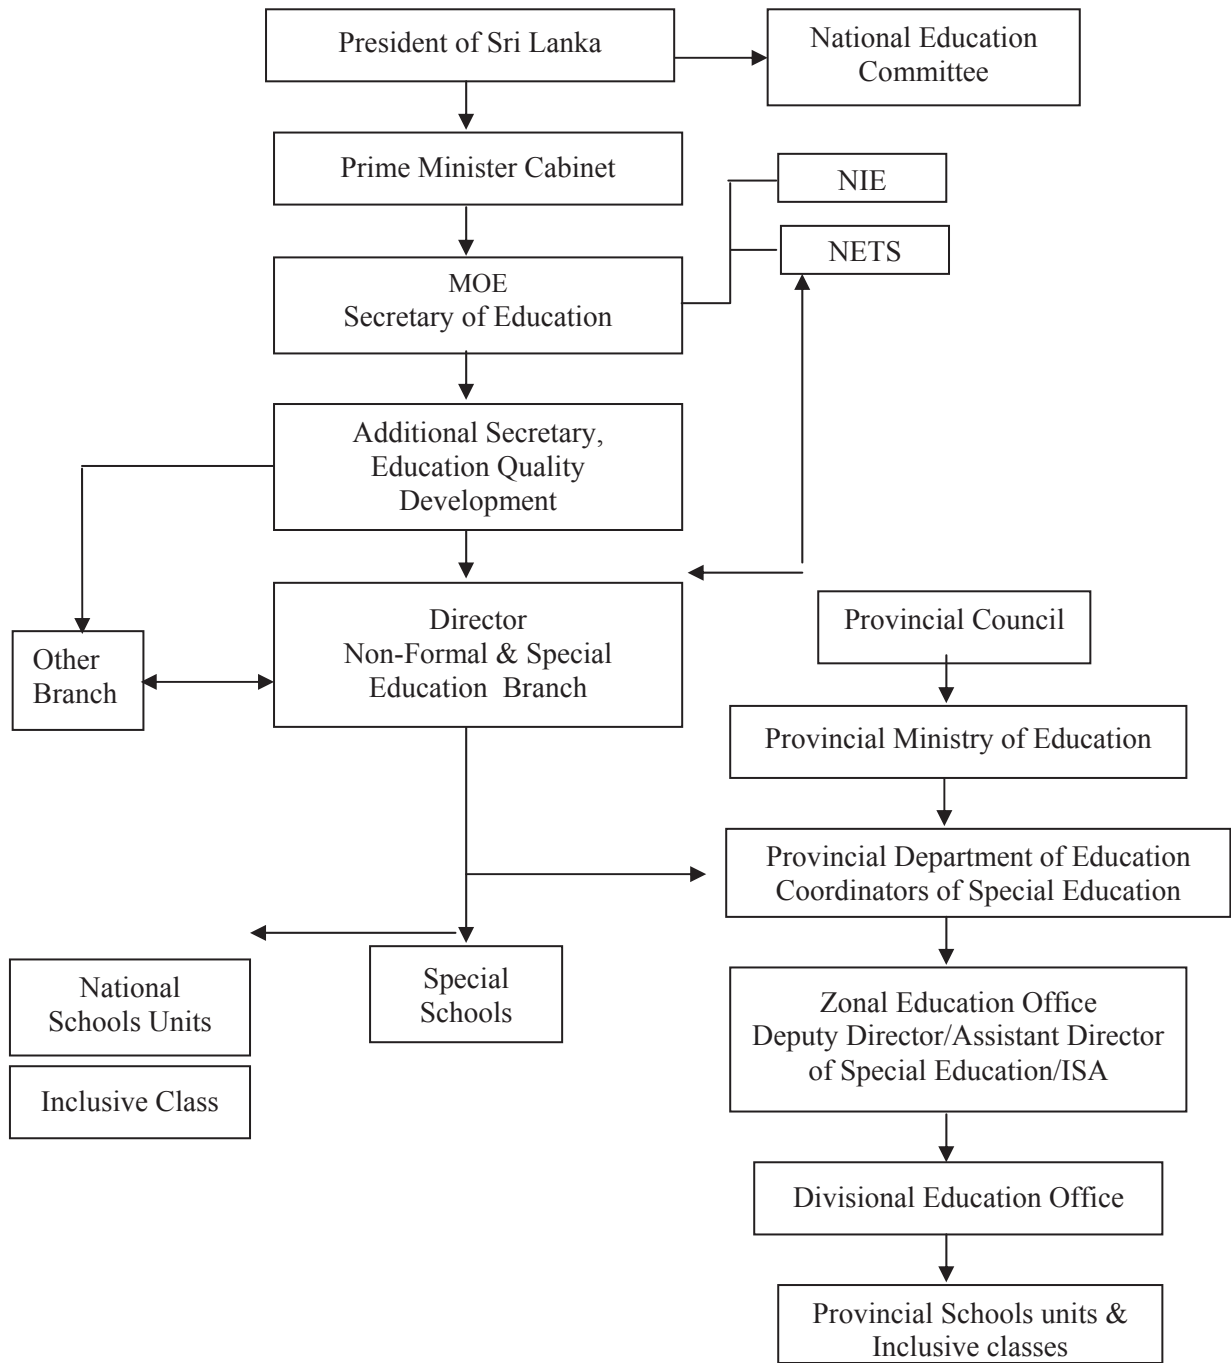 President of Sri Lanka
National Education
Committee
Prime Minister Cabinet
NIE
NETS
MOE
Secretary of Education
Additional Secretary,
Education Quality
Development
Director
Non-Formal & Special
Education Branch
Other
Branch
Provincial Council
Provincial Ministry of Education
Provincial Department of Education
Coordinators of Special Education
National
Schools Units
Special
Schools
Inclusive Class
Zonal Education Office
Deputy Director/Assistant Director
of Special Education/ISA
Divisional Education Office
Provincial Schools units &
Inclusive classes